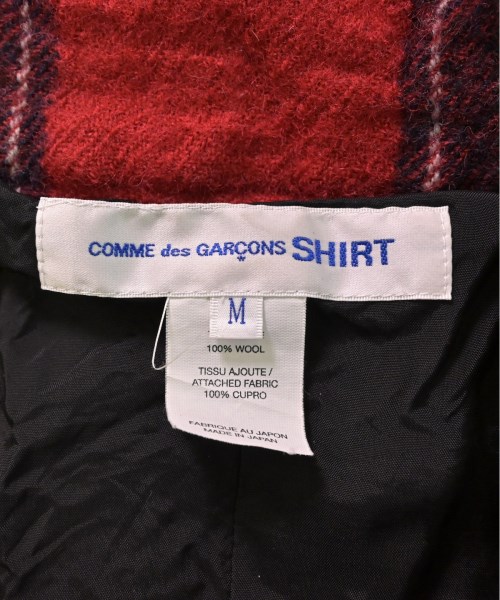 COMME des GARÇONS SHIRT
M
100% WOOL
TISSU AJOUTE /
ATTACHED FABRIC
100% CUPRO
FABRIQUE AU JAPON
MADE IN JAPAN